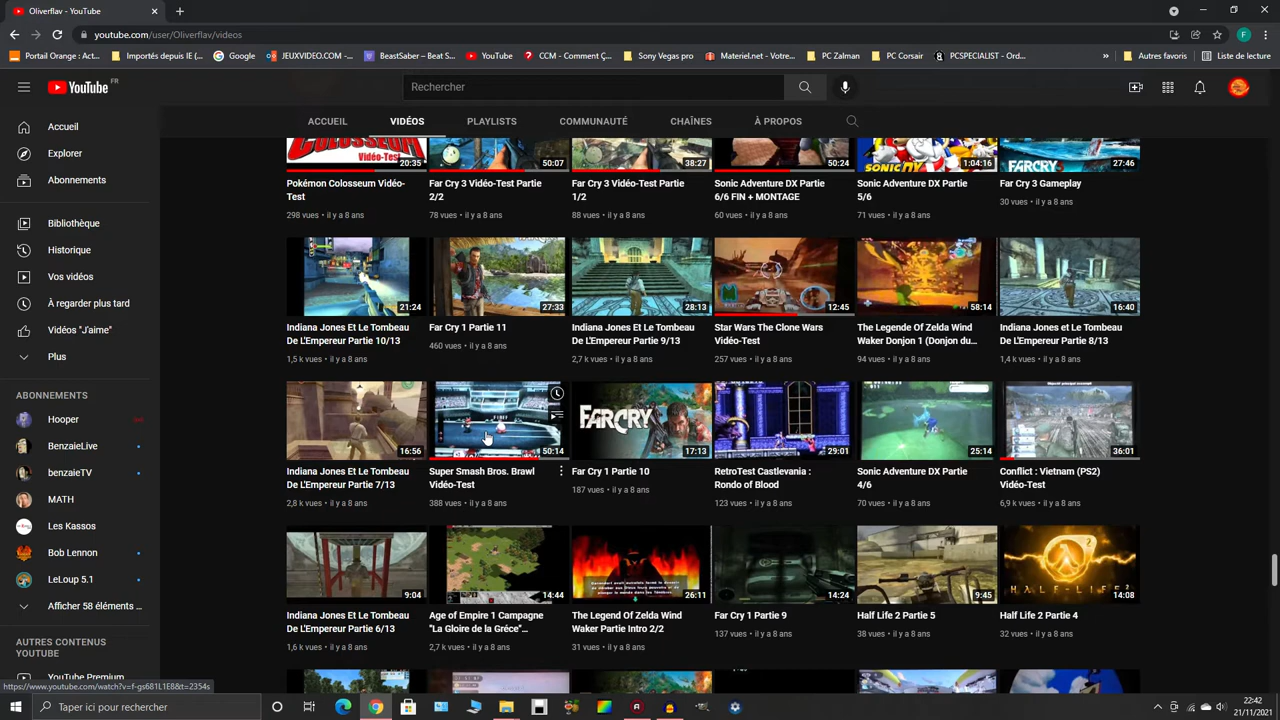 Oliverflav - YouTube
youtube.com/user/Oliverflav/videos
Portail Orange : Act... Importés depuis IE (... Google JEUXVIDEO.COM -... BeastSaber – Beat S... YouTube CCM - Comment Ç... Sony Vegas pro Materiel.net - Votre... PC Zalman PC Corsair PCSPECIALIST - Ord... » Autres favoris Liste de lecture
YouTube FR
Rechercher
ACCUEIL VIDÉOS PLAYLISTS COMMUNAUTÉ CHAÎNES À PROPOS
Accueil
Explorer
Abonnements
Bibliothèque
Historique
Vos vidéos
À regarder plus tard
Vidéos "J'aime"
Plus
ABONNEMENTS
Hooper
BenzaieLive
benzaieTV
MATH
Les Kassos
Bob Lennon
LeLoup 5.1
Afficher 58 éléments ...
AUTRES CONTENUS
YOUTUBE
YouTube Premium
COLOSSEUM
Vidéo-Test
FARCRY
20:35 50:07 38:27 50:24 1:04:16 27:46
Pokémon Colosseum Vidéo-
Test
298 vues • il y a 8 ans
Far Cry 3 Vidéo-Test Partie
2/2
78 vues • il y a 8 ans
Far Cry 3 Vidéo-Test Partie
1/2
88 vues • il y a 8 ans
Sonic Adventure DX Partie
6/6 FIN + MONTAGE
60 vues • il y a 8 ans
Sonic Adventure DX Partie
5/6
71 vues • il y a 8 ans
Far Cry 3 Gameplay
30 vues • il y a 8 ans
21:24 27:33 28:13 12:45 58:14 16:40
Indiana Jones Et Le Tombeau
De L'Empereur Partie 10/13
1,5 k vues • il y a 8 ans
Far Cry 1 Partie 11
460 vues • il y a 8 ans
Indiana Jones Et Le Tombeau
De L'Empereur Partie 9/13
2,7 k vues • il y a 8 ans
Star Wars The Clone Wars
Vidéo-Test
257 vues • il y a 8 ans
The Legende Of Zelda Wind
Waker Donjon 1 (Donjon du...
94 vues • il y a 8 ans
Indiana Jones et Le Tombeau
De L'Empereur Partie 8/13
1,4 k vues • il y a 8 ans
FARCRY
16:56 50:14 17:13 29:01 25:14 36:01
Indiana Jones Et Le Tombeau
De L'Empereur Partie 7/13
2,8 k vues • il y a 8 ans
Super Smash Bros. Brawl
Vidéo-Test
388 vues • il y a 8 ans
Far Cry 1 Partie 10
187 vues • il y a 8 ans
RetroTest Castlevania :
Rondo of Blood
123 vues • il y a 8 ans
Sonic Adventure DX Partie
4/6
70 vues • il y a 8 ans
Conflict : Vietnam (PS2)
Vidéo-Test
6,9 k vues • il y a 8 ans
HALF-LIFE 2
9:04 14:44 26:11 14:24 9:45 14:08
Indiana Jones Et Le Tombeau
De L'Empereur Partie 6/13
1,6 k vues • il y a 8 ans
Age of Empire 1 Campagne
"La Gloire de la Gréce"...
2,7 k vues • il y a 8 ans
The Legend Of Zelda Wind
Waker Partie Intro 2/2
31 vues • il y a 8 ans
Far Cry 1 Partie 9
137 vues • il y a 8 ans
Half Life 2 Partie 5
38 vues • il y a 8 ans
Half Life 2 Partie 4
32 vues • il y a 8 ans
https://www.youtube.com/watch?v=f-gs681L1E8&t=2354s
Taper ici pour rechercher
22:42
21/11/2021